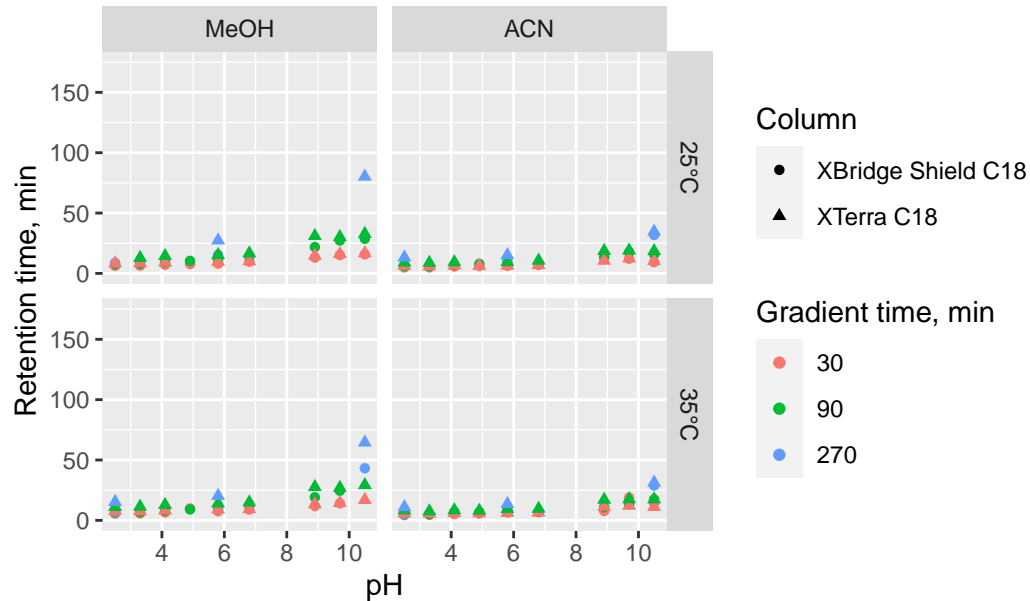 MeOH
ACN
150
100
50
0
25°C
150
100
50
0
35°C
4
6
8
10
4
6
8
10
pH
Retention time, min
Column
XBridge Shield C18
XTerra C18
Gradient time, min
30
90
270